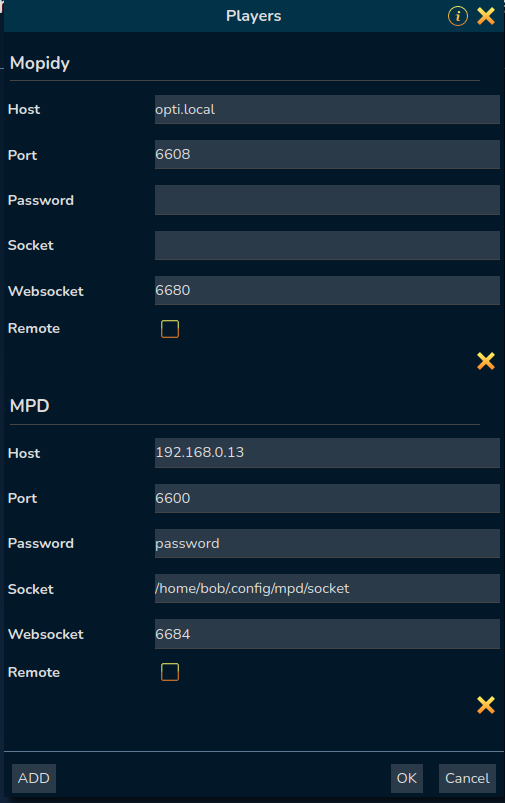 Players
Mopidy
Host opti.local
Port 6608
Password
Socket
Websocket 6680
Remote
MPD
Host 192.168.0.13
Port 6600
Password password
Socket /home/bob/.config/mpd/socket
Websocket 6684
Remote
ADD OK Cancel